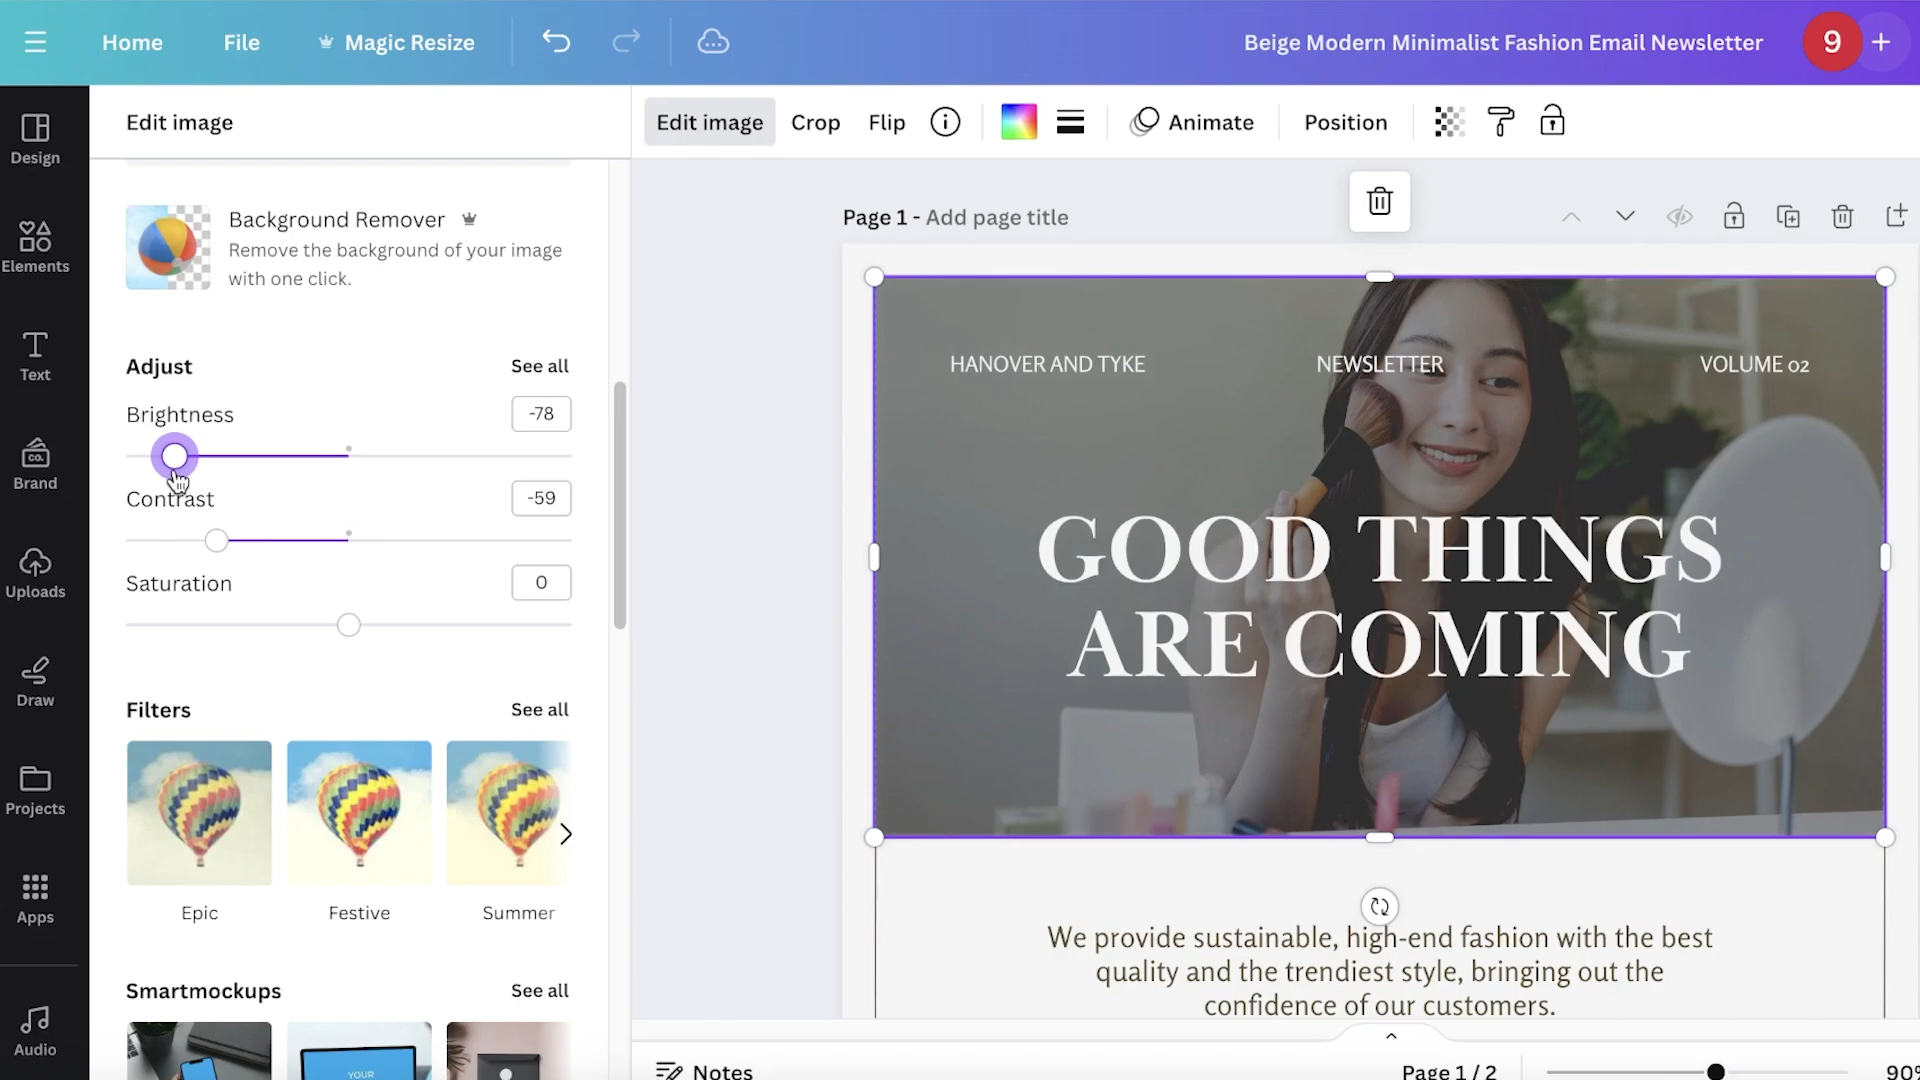 Home
File
Magic Resize
Beige Modern Minimalist Fashion Email Newsletter
9
Design
Elements
Text
CO.
Brand
Uploads
Draw
Projects
Apps
Audio
Edit image
Background Remover
Remove the background of your image
with one click.
Adjust
See all
Brightness
-78
Contrast
-59
Saturation
0
Filters
See all
Epic
Festive
Summer
Smartmockups
See all
YOUR
Edit image
Crop
Flip
Animate
Position
Page 1 - Add page title
HANOVER AND TYKE
NEWSLETTER
VOLUME 02
GOOD THINGS
ARE COMING
We provide sustainable, high-end fashion with the best
quality and the trendiest style, bringing out the
confidence of our customers.
Notes
Page 1 / 2
90%